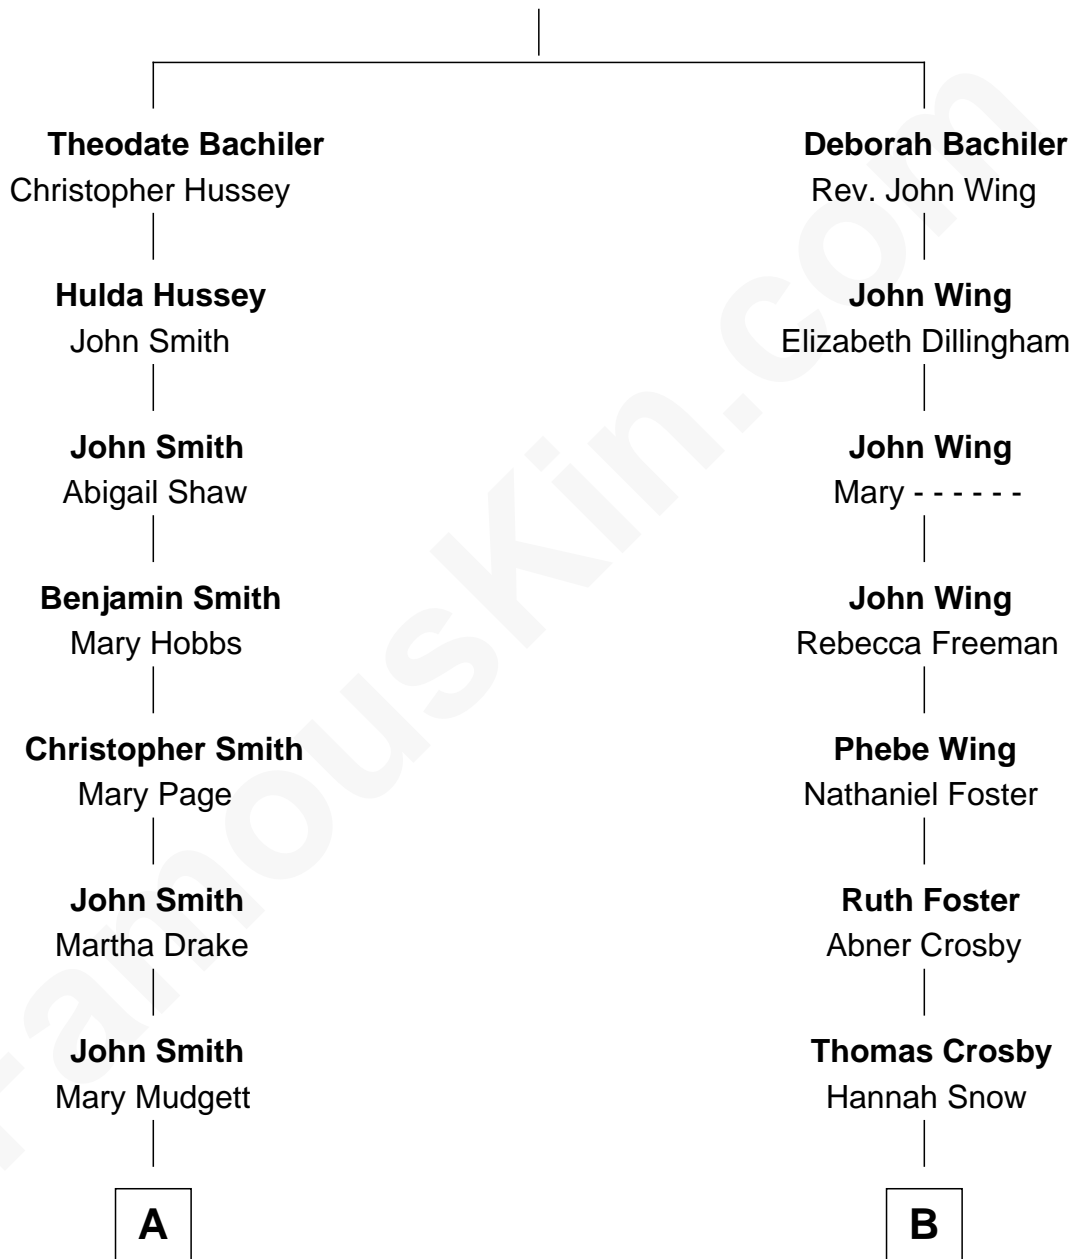 Theodate Bachiler
Christopher Hussey
Hulda Hussey
John Smith
John Smith
Abigail Shaw
Benjamin Smith
Mary Hobbs
Christopher Smith
Mary Page
John Smith
Martha Drake
John Smith
Mary Mudgett
A
Deborah Bachiler
Rev. John Wing
John Wing
Elizabeth Dillingham
John Wing
Mary - - - - - -
John Wing
Rebecca Freeman
Phebe Wing
Nathaniel Foster
Ruth Foster
Abner Crosby
Thomas Crosby
Hannah Snow
B
FamousKin.com